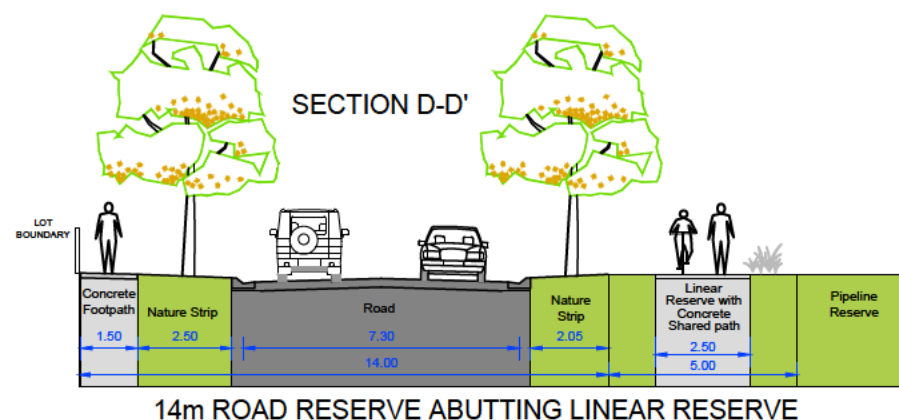 SECTION D-D'
LOT
BOUNDARY
Concrete
Footpath
Nature Strip
Road
Nature
Strip
Linear
Reserve with
Concrete
Shared path
Pipeline
Reserve
1.50
2.50
7.30
2.05
2.50
14.00
5.00
14m ROAD RESERVE ABUTTING LINEAR RESERVE